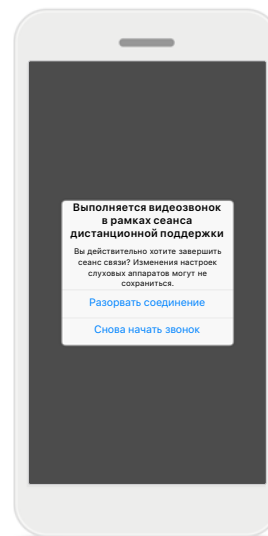 Выполняется видеозвонок
в рамках сеанса
дистанционной поддержки
Вы действительно хотите завершить
сеанс связи? Изменения настроек
слуховых аппаратов могут не
сохраниться.
Разорвать соединение
Снова начать звонок